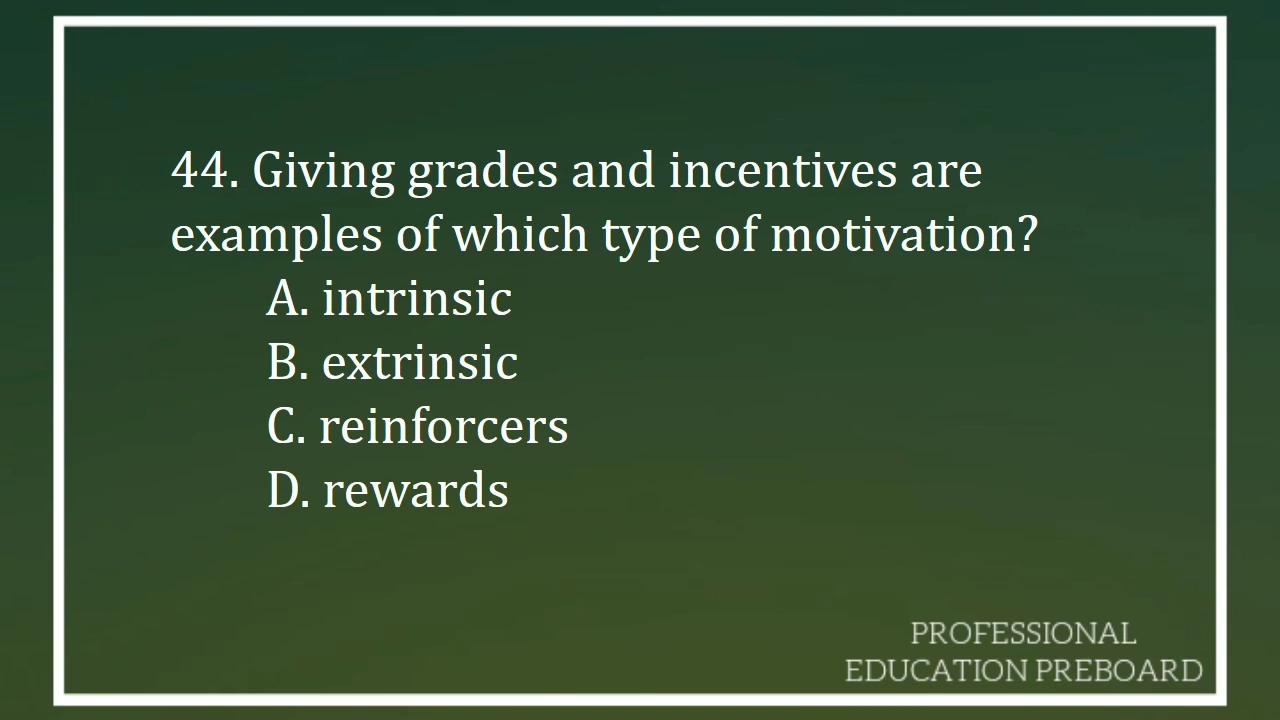 44. Giving grades and incentives are
examples of which type of motivation?
A. intrinsic
B. extrinsic
C. reinforcers
D. rewards
PROFESSIONAL
EDUCATION PREBOARD